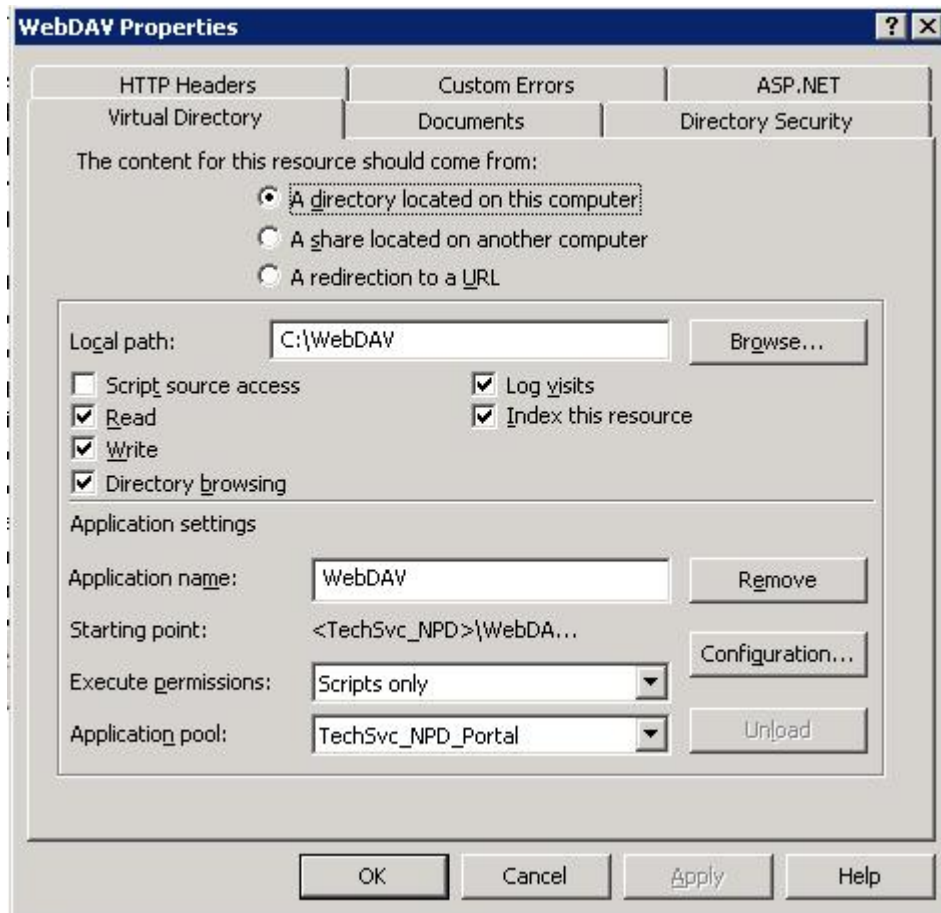 WebDAV Properties
HTTP Headers
Custom Errors
ASP.NET
Virtual Directory
Documents
Directory Security
The content for this resource should come from:
A directory located on this computer
A share located on another computer
A redirection to a URL
Local path: C:\WebDAV Browse...
Script source access
Log visits
Read
Index this resource
Write
Directory browsing
Application settings
Application name: WebDAV Remove
Starting point: <TechSvc_NPD>\WebDA...
Configuration...
Execute permissions: Scripts only
Application pool: TechSvc_NPD_Portal Unload
OK Cancel Apply Help